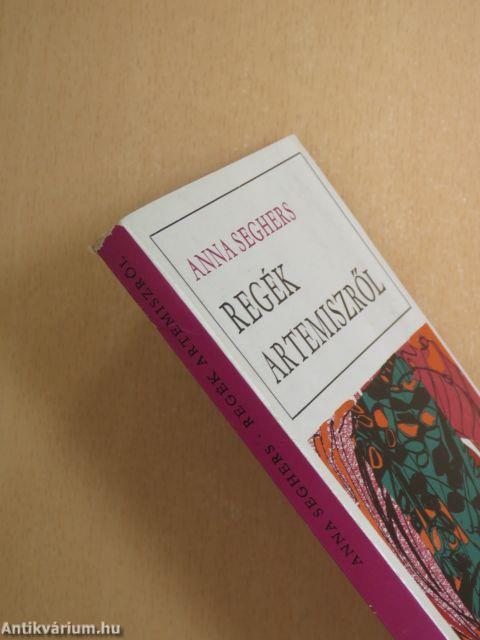 ANNA SEGHERS
REGÉK
ARTEMISZRŐL
ANNA SEGHERS · REGÉK ARTEMISZRŐL
Antikvárium.hu